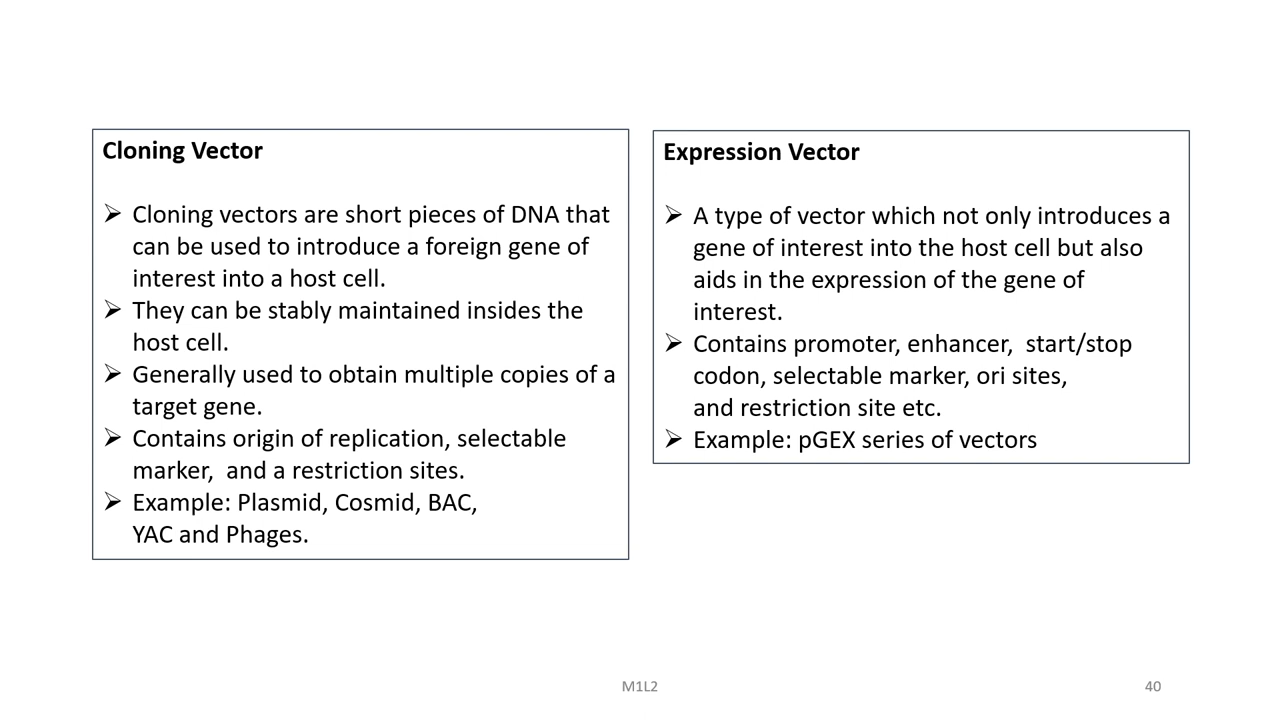 Cloning Vector
➢ Cloning vectors are short pieces of DNA that
can be used to introduce a foreign gene of
interest into a host cell.
➢ They can be stably maintained insides the
host cell.
➢ Generally used to obtain multiple copies of a
target gene.
➢ Contains origin of replication, selectable
marker,  and a restriction sites.
➢ Example: Plasmid, Cosmid, BAC,
YAC and Phages.
Expression Vector
➢ A type of vector which not only introduces a
gene of interest into the host cell but also
aids in the expression of the gene of
interest.
➢ Contains promoter, enhancer,  start/stop
codon, selectable marker, ori sites,
and restriction site etc.
➢ Example: pGEX series of vectors
M1L2
40